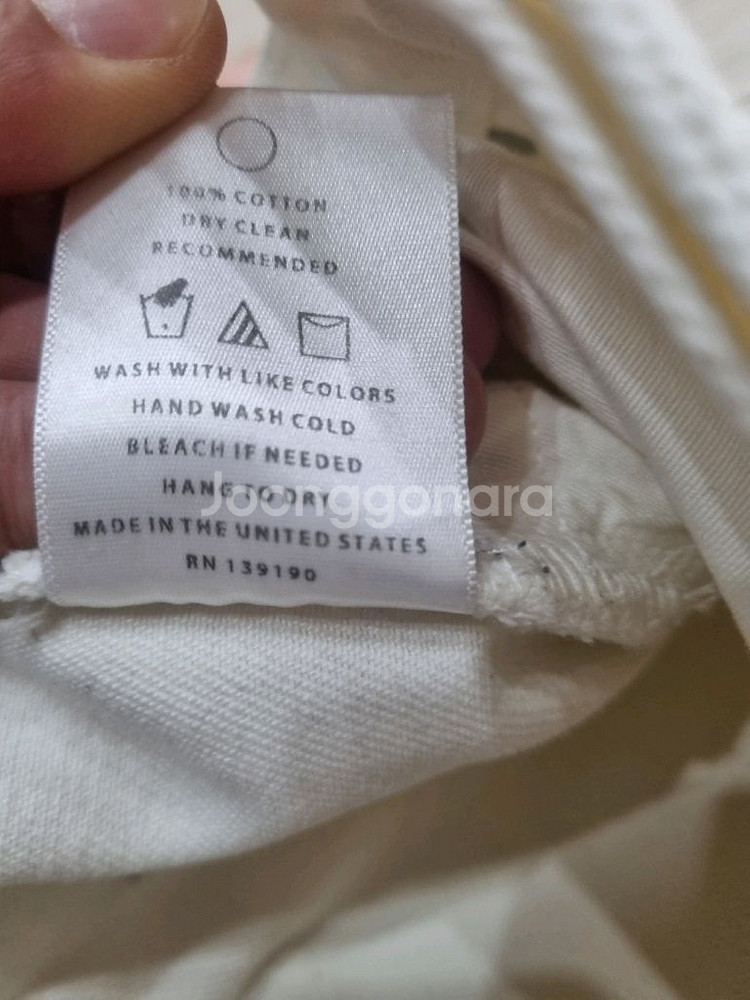 100% COTTON
DRY CLEAN
RECOMMENDED
WASH WITH LIKE COLORS
HAND WASH COLD
BLEACH IF NEEDED
HANG TO DRY
Joonggonara
MADE IN THE UNITED STATES
RN 139190